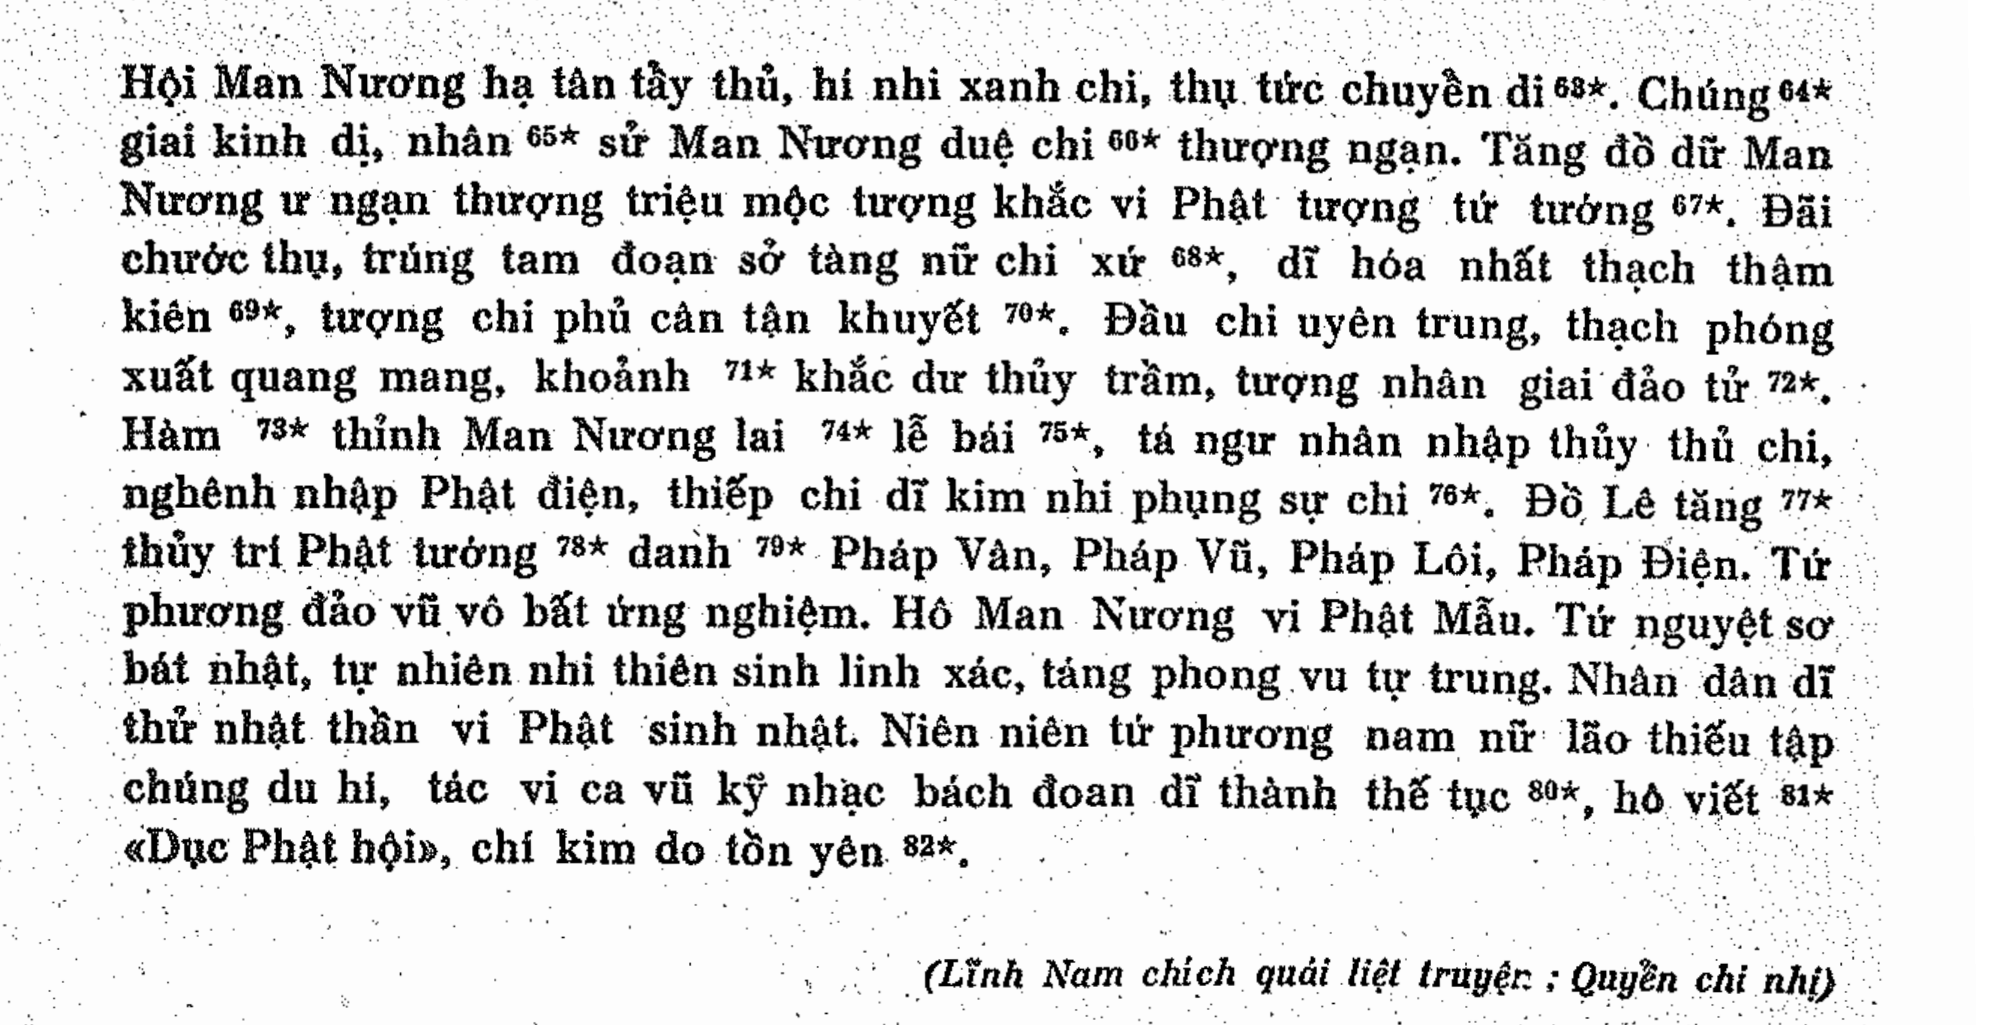 Hội Man Nương hạ tân tẩy thủ, hí nhi xanh chi, thụ tức chuyển di 63*. Chúng 64*
giai kinh dị, nhân 65* sử Man Nương duệ chi 66* thượng ngạn. Tăng đồ dữ Man
Nương ư ngạn thượng triệu mộc tượng khắc vi Phật tượng tứ tướng 67*. Đãi
chước thụ, trúng tam đoạn sở tàng nữ chi xứ 68*, dĩ hóa nhất thạch thậm
kiên 69*, tượng chi phủ cân tận khuyết 70*. Đầu chi uyên trung, thạch phóng
xuất quang mang, khoảnh 71* khắc dư thủy trầm, tượng nhân giai đảo tử 72*.
Hàm 73* thỉnh Man Nương lai 74* lễ bái 75*, tá ngư nhân nhập thủy thủ chi,
nghênh nhập Phật điện, thiếp chi dĩ kim nhi phụng sự chi 76*. Đồ Lê tăng 77*
thủy trí Phật tướng 78* danh 79* Pháp Vân, Pháp Vũ, Pháp Lôi, Pháp Điện. Tứ
phương đảo vũ vô bất ứng nghiệm. Hô Man Nương vi Phật Mẫu. Tứ nguyệt sơ
bát nhật, tự nhiên nhi thiên sinh linh xác, táng phong vu tự trung. Nhân dân dĩ
thử nhật thần vi Phật sinh nhật. Niên niên tứ phương nam nữ lão thiếu tập
chúng du hí, tác vi ca vũ kỹ nhạc bách đoan dĩ thành thế tục 80*, hô viết 81*
«Dục Phật hội», chí kim do tồn yên 82*.
(Lĩnh Nam chích quái liệt truyện : Quyển chi nhị)